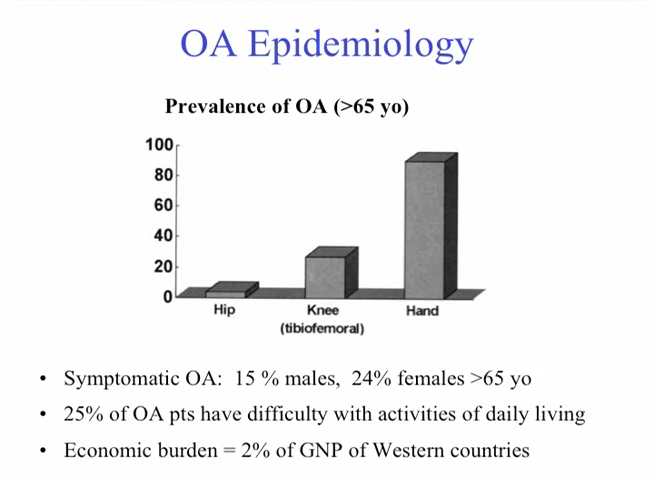 OA Epidemiology
Prevalence of OA (>65 yo)
100
80
60
40
20
0
Hip
Knee
(tibiofemoral)
Hand
• Symptomatic OA: 15 % males, 24% females >65 yo
• 25% of OA pts have difficulty with activities of daily living
• Economic burden = 2% of GNP of Western countries